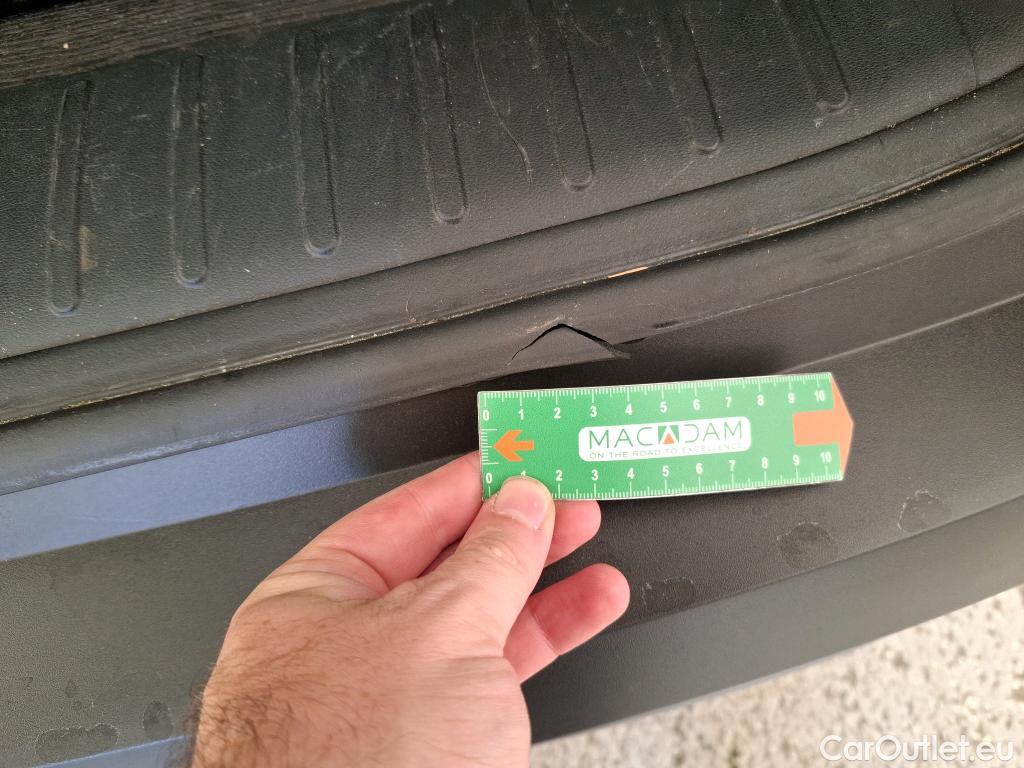 0 1 2 3 4 5 6 7 8 9 10
MACADAM
ON THE ROAD TO EXCELLENCE
0 1 2 3 4 5 6 7 8 9 10
CarOutlet.eu